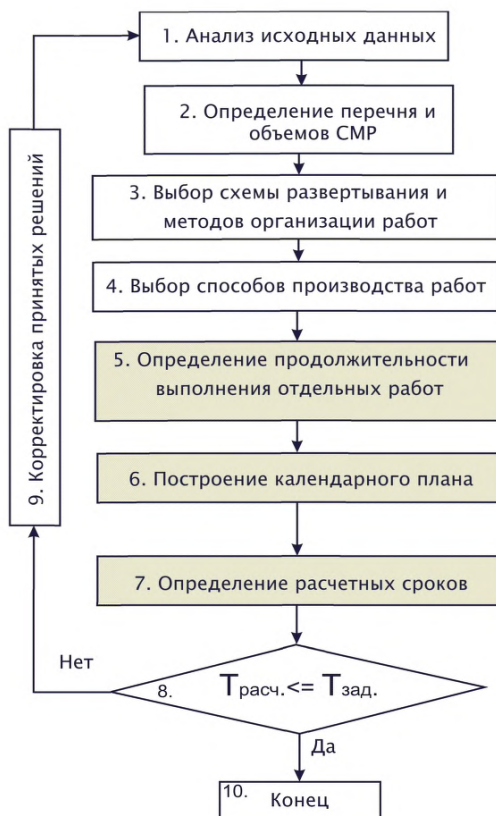 1. Анализ исходных данных
2. Определение перечня и
объемов СМР
3. Выбор схемы развертывания и
методов организации работ
4. Выбор способов производства работ
5. Определение продолжительности
выполнения отдельных работ
6. Построение календарного плана
7. Определение расчетных сроков
8. Tрасч.<= Tзад.
Нет
Да
9. Корректировка принятых решений
10. Конец